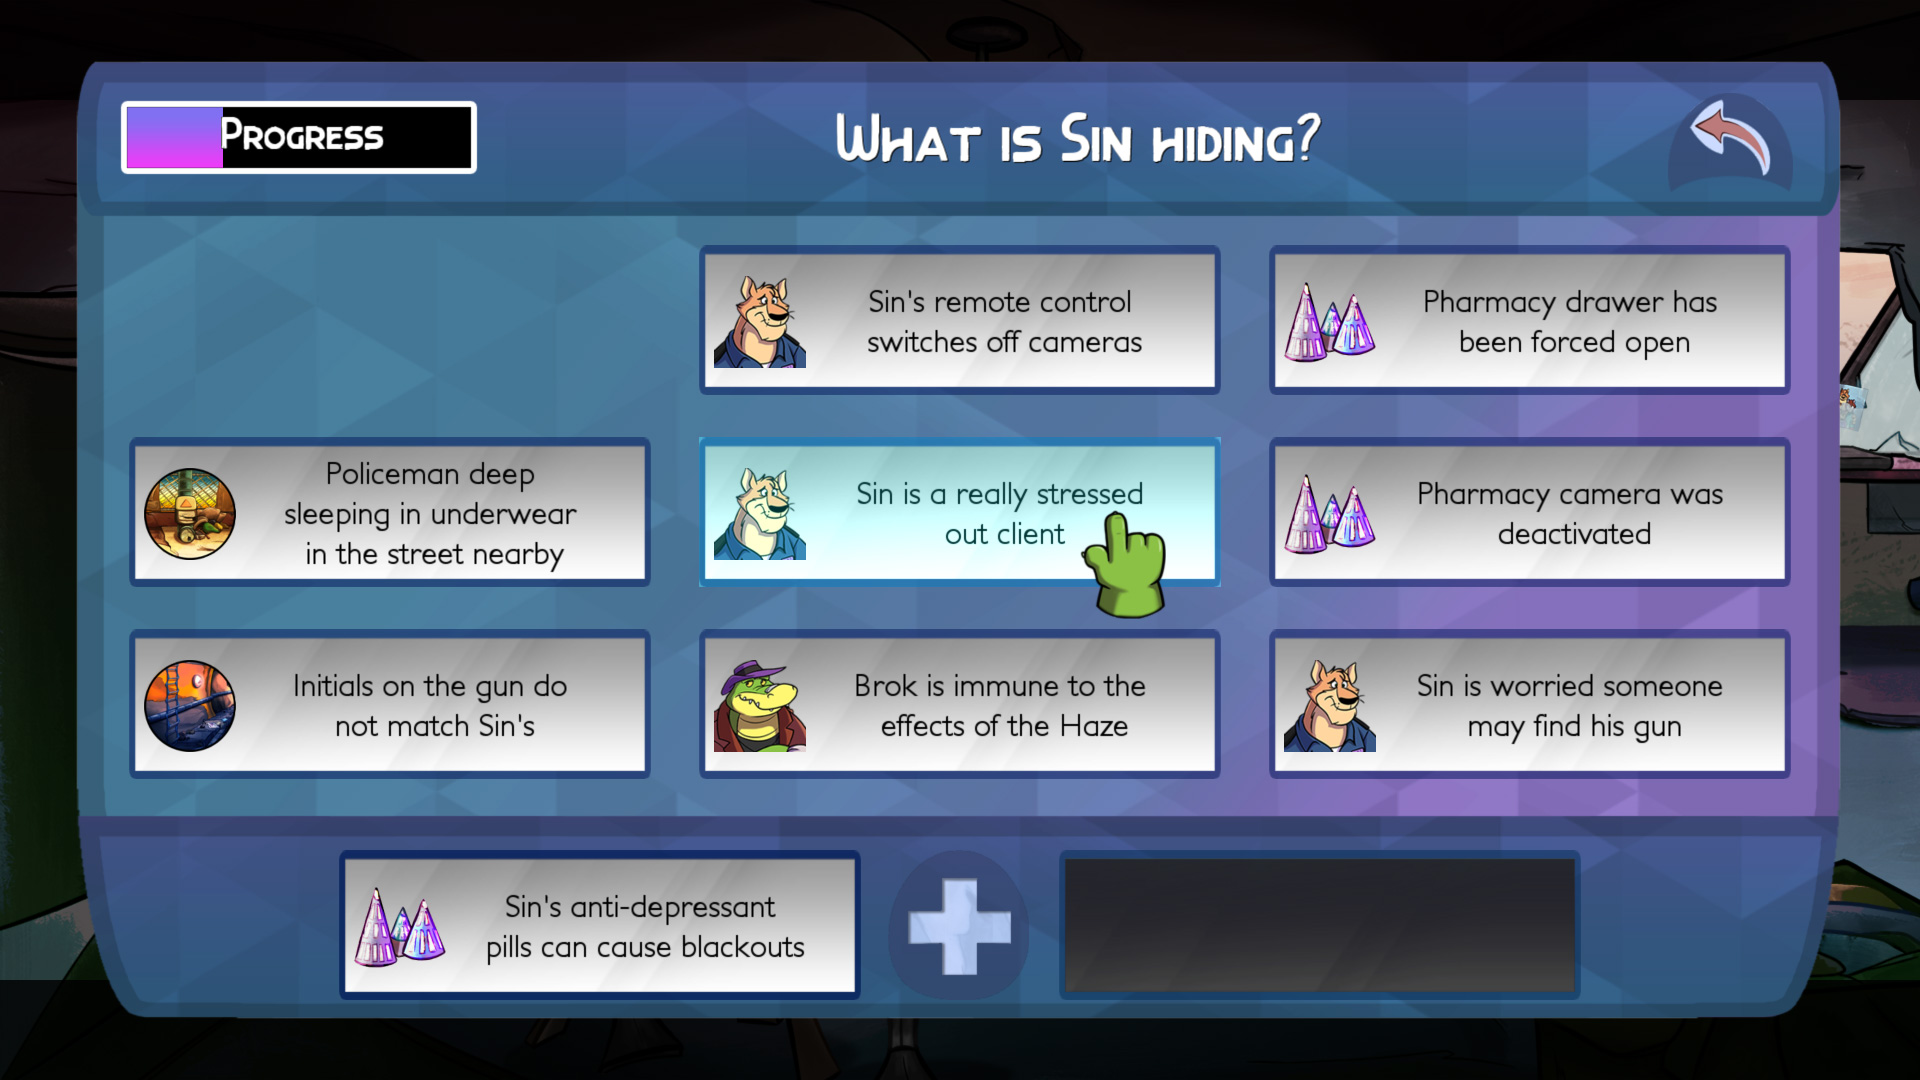 PROGRESS
WHAT IS SIN HIDING?
Sin's remote control
switches off cameras
Pharmacy drawer has
been forced open
Policeman deep
sleeping in underwear
in the street nearby
Sin is a really stressed
out client
Pharmacy camera was
deactivated
Initials on the gun do
not match Sin's
Brok is immune to the
effects of the Haze
Sin is worried someone
may find his gun
Sin's anti-depressant
pills can cause blackouts